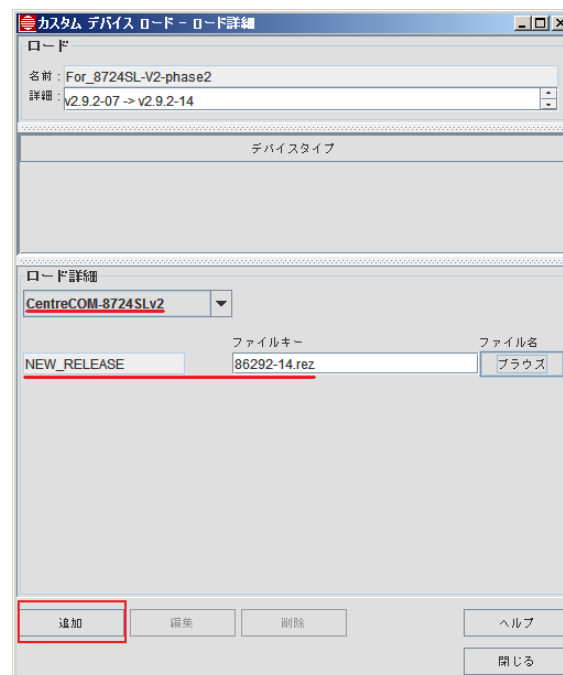 カスタム デバイス ロード - ロード詳細
ロード
名前 : For_8724SL-V2-phase2
詳細 : v2.9.2-07 -> v2.9.2-14
デバイスタイプ
ロード詳細
CentreCOM-8724SLv2
ファイルキー ファイル名
NEW_RELEASE 86292-14.rez ブラウズ
追加 編集 削除 ヘルプ
閉じる